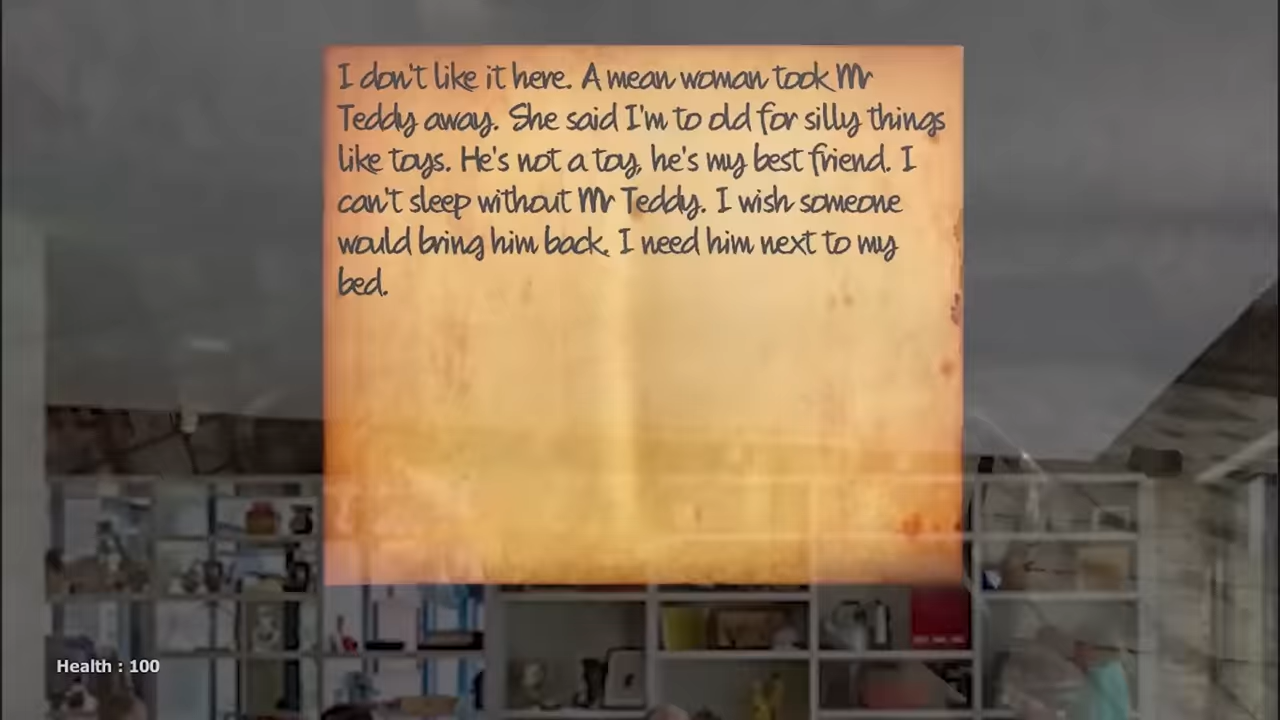 I don't like it here. A mean woman took Mr
Teddy away. She said I'm to old for silly things
like toys. He's not a toy, he's my best friend. I
can't sleep without Mr Teddy. I wish someone
would bring him back. I need him next to my
bed.
Health : 100